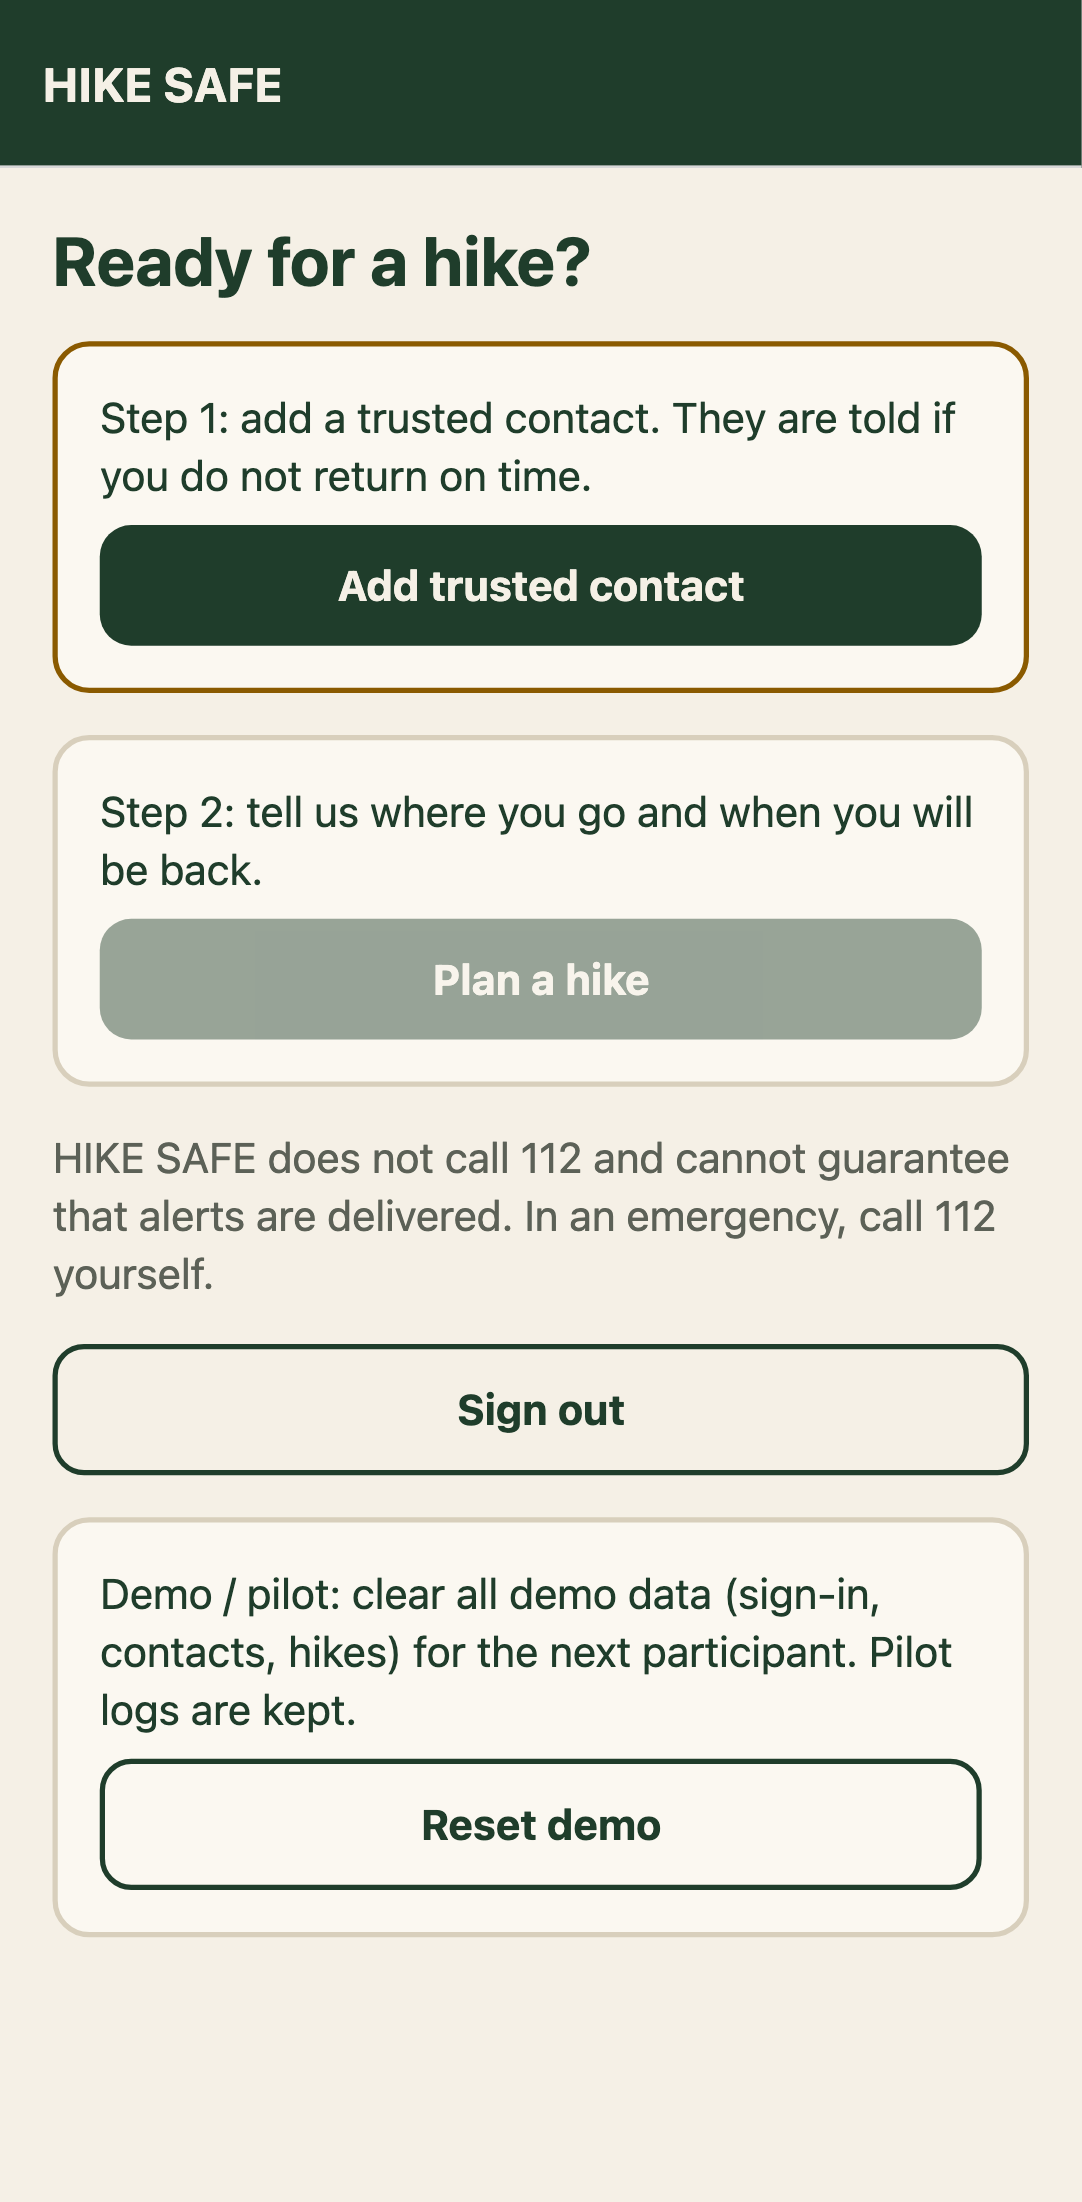 HIKE SAFE
Ready for a hike?
Step 1: add a trusted contact. They are told if
you do not return on time.
Add trusted contact
Step 2: tell us where you go and when you will
be back.
Plan a hike
HIKE SAFE does not call 112 and cannot guarantee
that alerts are delivered. In an emergency, call 112
yourself.
Sign out
Demo / pilot: clear all demo data (sign-in,
contacts, hikes) for the next participant. Pilot
logs are kept.
Reset demo